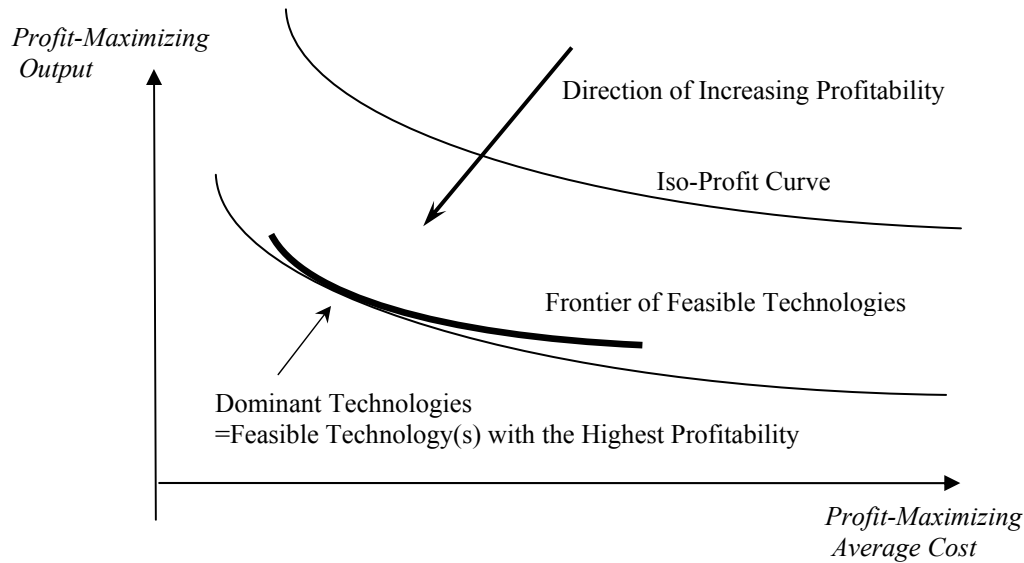 Profit-Maximizing
Output
Direction of Increasing Profitability
Iso-Profit Curve
Frontier of Feasible Technologies
Dominant Technologies
=Feasible Technology(s) with the Highest Profitability
Profit-Maximizing
Average Cost